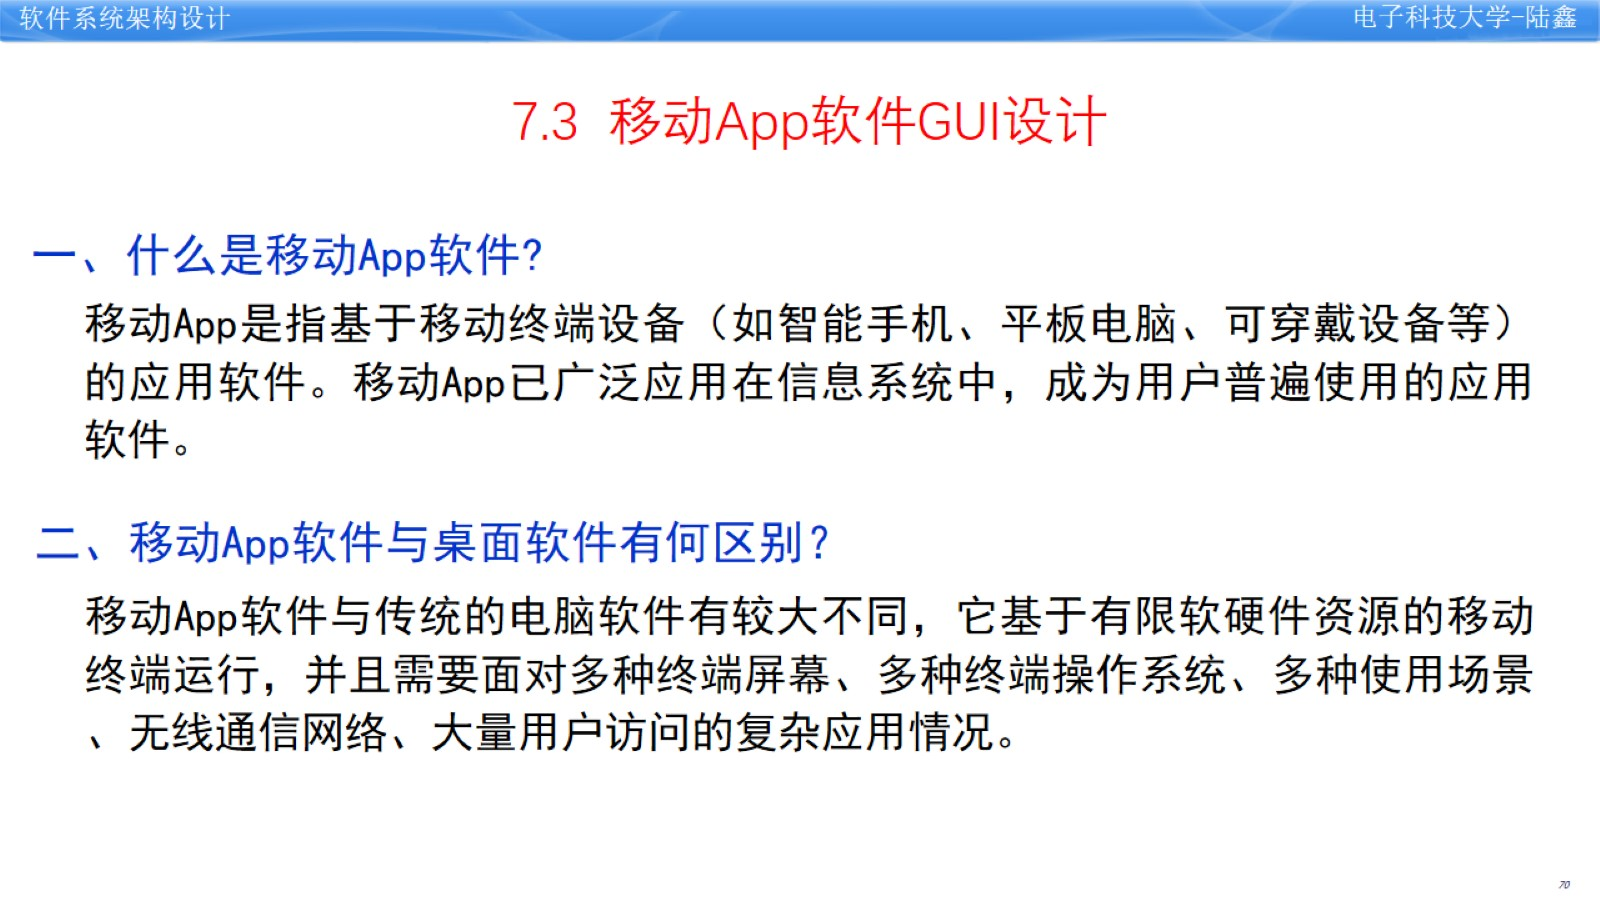 软件系统架构设计
电子科技大学-陆鑫
7.3 移动App软件GUI设计
一、什么是移动App软件?
移动App是指基于移动终端设备（如智能手机、平板电脑、可穿戴设备等）
的应用软件。移动App已广泛应用在信息系统中，成为用户普遍使用的应用
软件。
二、移动App软件与桌面软件有何区别?
移动App软件与传统的电脑软件有较大不同，它基于有限软硬件资源的移动
终端运行，并且需要面对多种终端屏幕、多种终端操作系统、多种使用场景
、无线通信网络、大量用户访问的复杂应用情况。
70